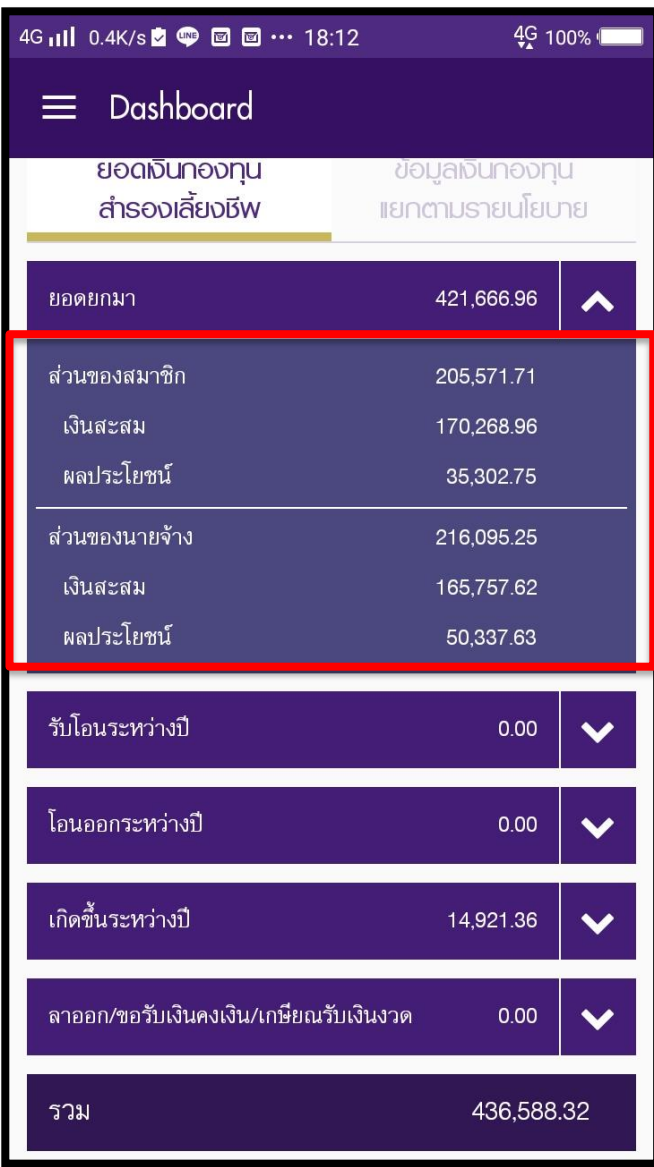 4G 0.4K/s LINE ••• 18:12 4G 100%
Dashboard
ยอดเงินกองทุน
สำรองเลี้ยงชีพ
ข้อมูลเงินกองทุน
แยกตามรายนโยบาย
ยอดยกมา 421,666.96
ส่วนของสมาชิก 205,571.71
เงินสะสม 170,268.96
ผลประโยชน์ 35,302.75
ส่วนของนายจ้าง 216,095.25
เงินสะสม 165,757.62
ผลประโยชน์ 50,337.63
รับโอนระหว่างปี 0.00
โอนออกระหว่างปี 0.00
เกิดขึ้นระหว่างปี 14,921.36
ลาออก/ขอรับเงินคงเงิน/เกษียณรับเงินงวด 0.00
รวม 436,588.32